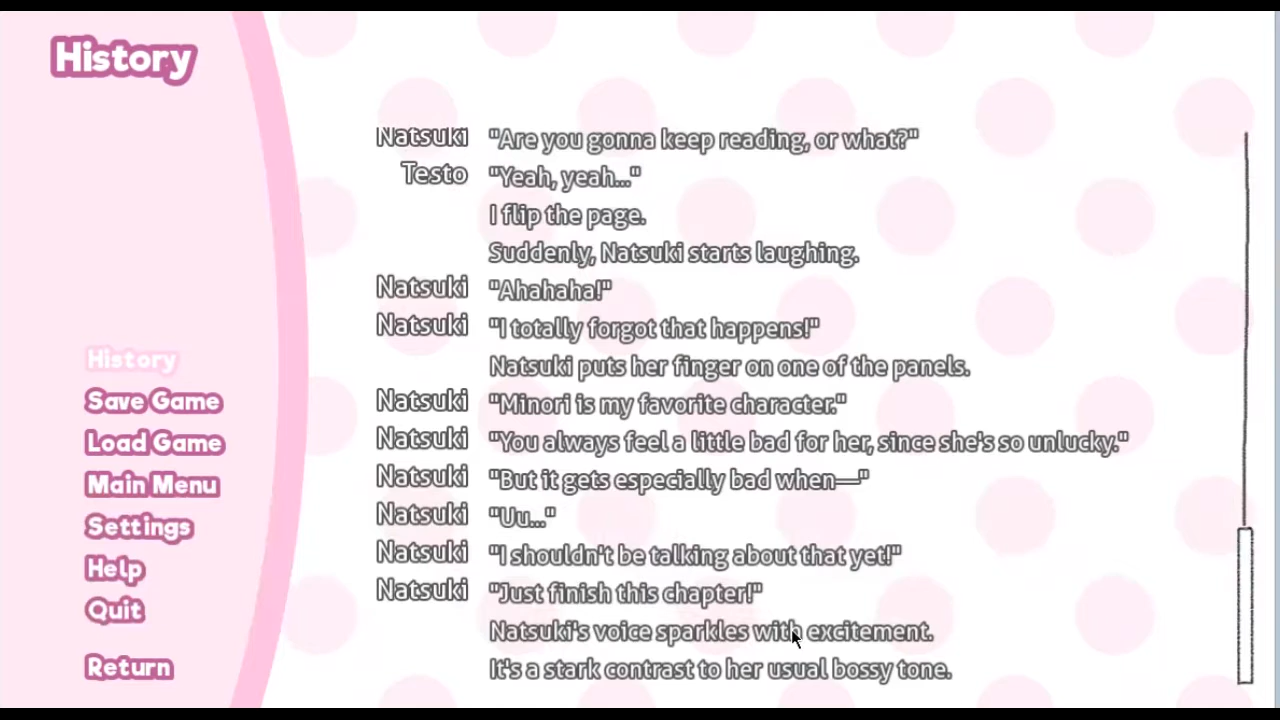 History
Natsuki "Are you gonna keep reading, or what?"
Testo "Yeah, yeah..."
I flip the page.
Suddenly, Natsuki starts laughing.
Natsuki "Ahahaha!"
Natsuki "I totally forgot that happens!"
Natsuki puts her finger on one of the panels.
Natsuki "Minori is my favorite character."
Natsuki "You always feel a little bad for her, since she's so unlucky."
Natsuki "But it gets especially bad when—"
Natsuki "Uu..."
Natsuki "I shouldn't be talking about that yet!"
Natsuki "Just finish this chapter!"
Natsuki's voice sparkles with excitement.
It's a stark contrast to her usual bossy tone.
History
Save Game
Load Game
Main Menu
Settings
Help
Quit
Return